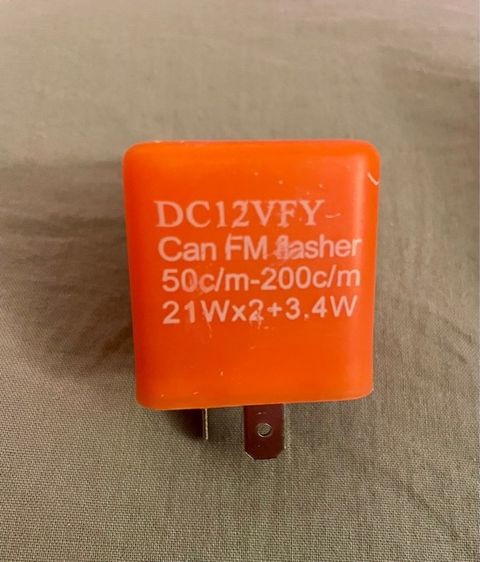 DC12VFY
Can FM flasher
50c/m-200c/m
21Wx2+3.4W